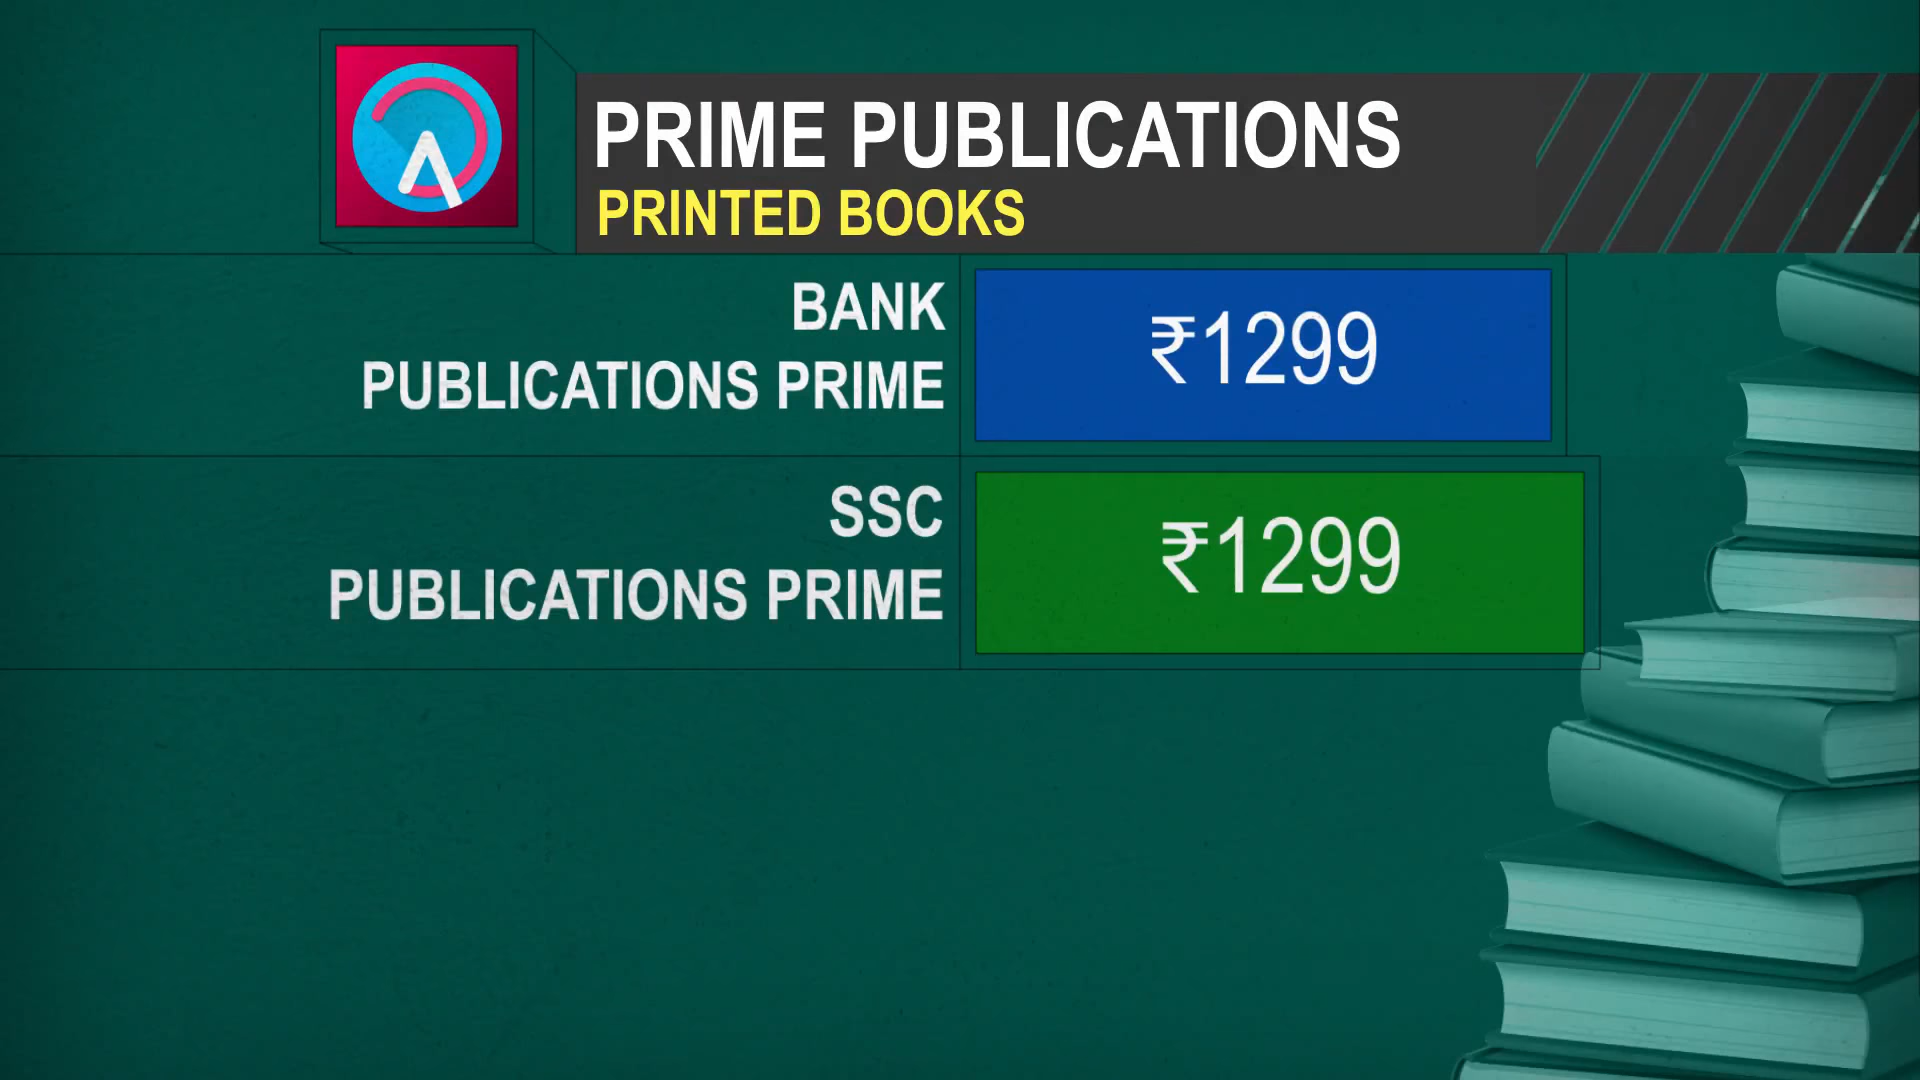 PRIME PUBLICATIONS
PRINTED BOOKS
BANK
PUBLICATIONS PRIME
₹1299
SSC
PUBLICATIONS PRIME
₹1299